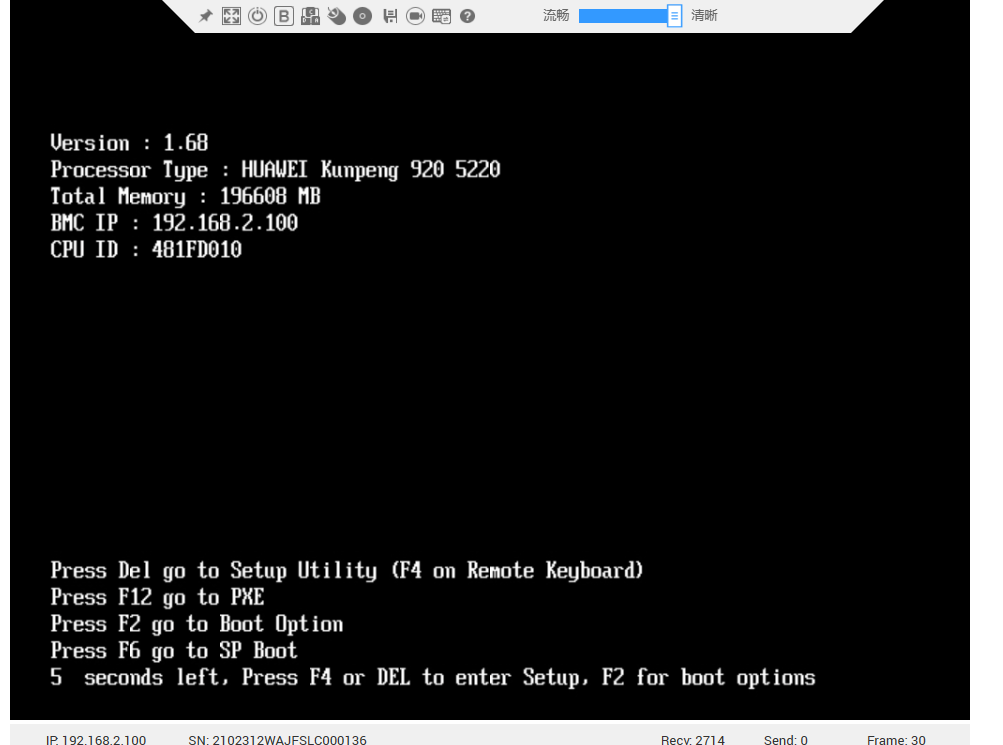 B
流畅 清晰
Version : 1.68
Processor Type : HUAWEI Kunpeng 920 5220
Total Memory : 196608 MB
BMC IP : 192.168.2.100
CPU ID : 481FD010
Press Del go to Setup Utility (F4 on Remote Keyboard)
Press F12 go to PXE
Press F2 go to Boot Option
Press F6 go to SP Boot
5 seconds left, Press F4 or DEL to enter Setup, F2 for boot options
IP: 192.168.2.100 SN: 2102312WAJFSLC000136 Recv: 2714 Send: 0 Frame: 30